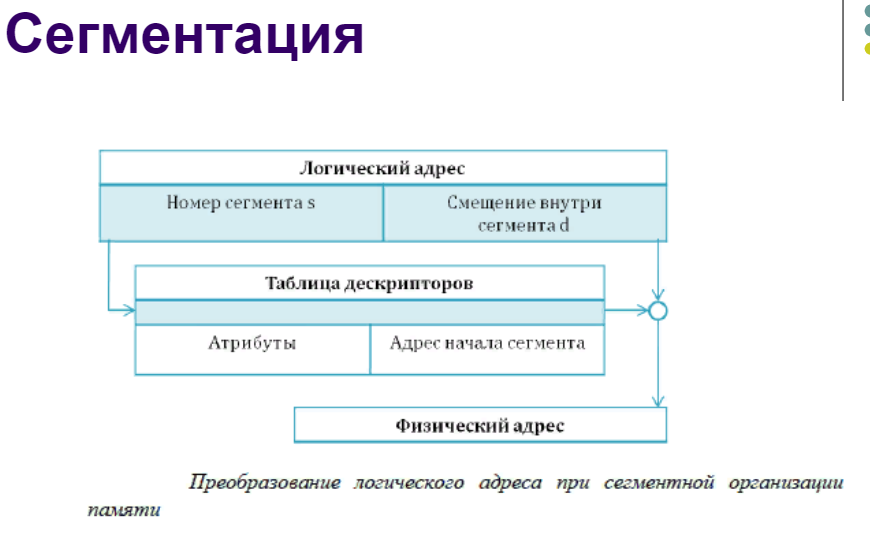 Сегментация
Логический адрес
Номер сегмента s
Смещение внутри
сегмента d
Таблица дескрипторов
Атрибуты
Адрес начала сегмента
Физический адрес
Преобразование логического адреса при сегментной организации
памяти